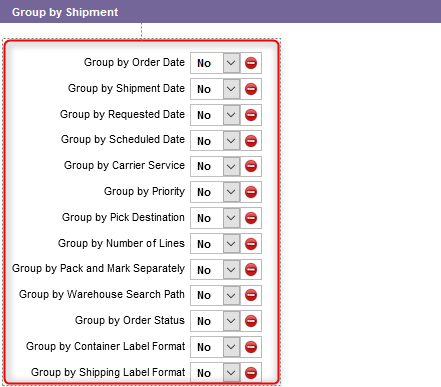 Group by Shipment
Group by Order Date No
Group by Shipment Date No
Group by Requested Date No
Group by Scheduled Date No
Group by Carrier Service No
Group by Priority No
Group by Pick Destination No
Group by Number of Lines No
Group by Pack and Mark Separately No
Group by Warehouse Search Path No
Group by Order Status No
Group by Container Label Format No
Group by Shipping Label Format No